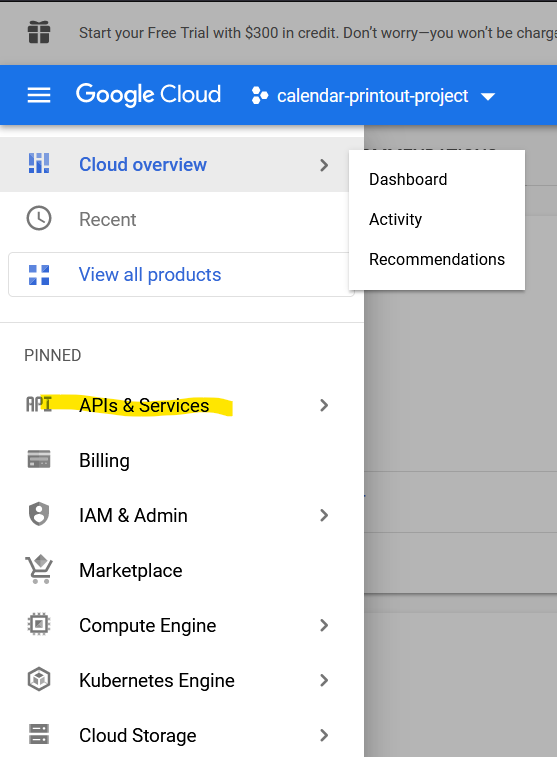 Start your Free Trial with $300 in credit. Don't worry—you won't be
Google Cloud
calendar-printout-project
Cloud overview
Dashboard
Recent
Activity
View all products
Recommendations
PINNED
API APIs & Services
Billing
IAM & Admin
Marketplace
Compute Engine
Kubernetes Engine
Cloud Storage